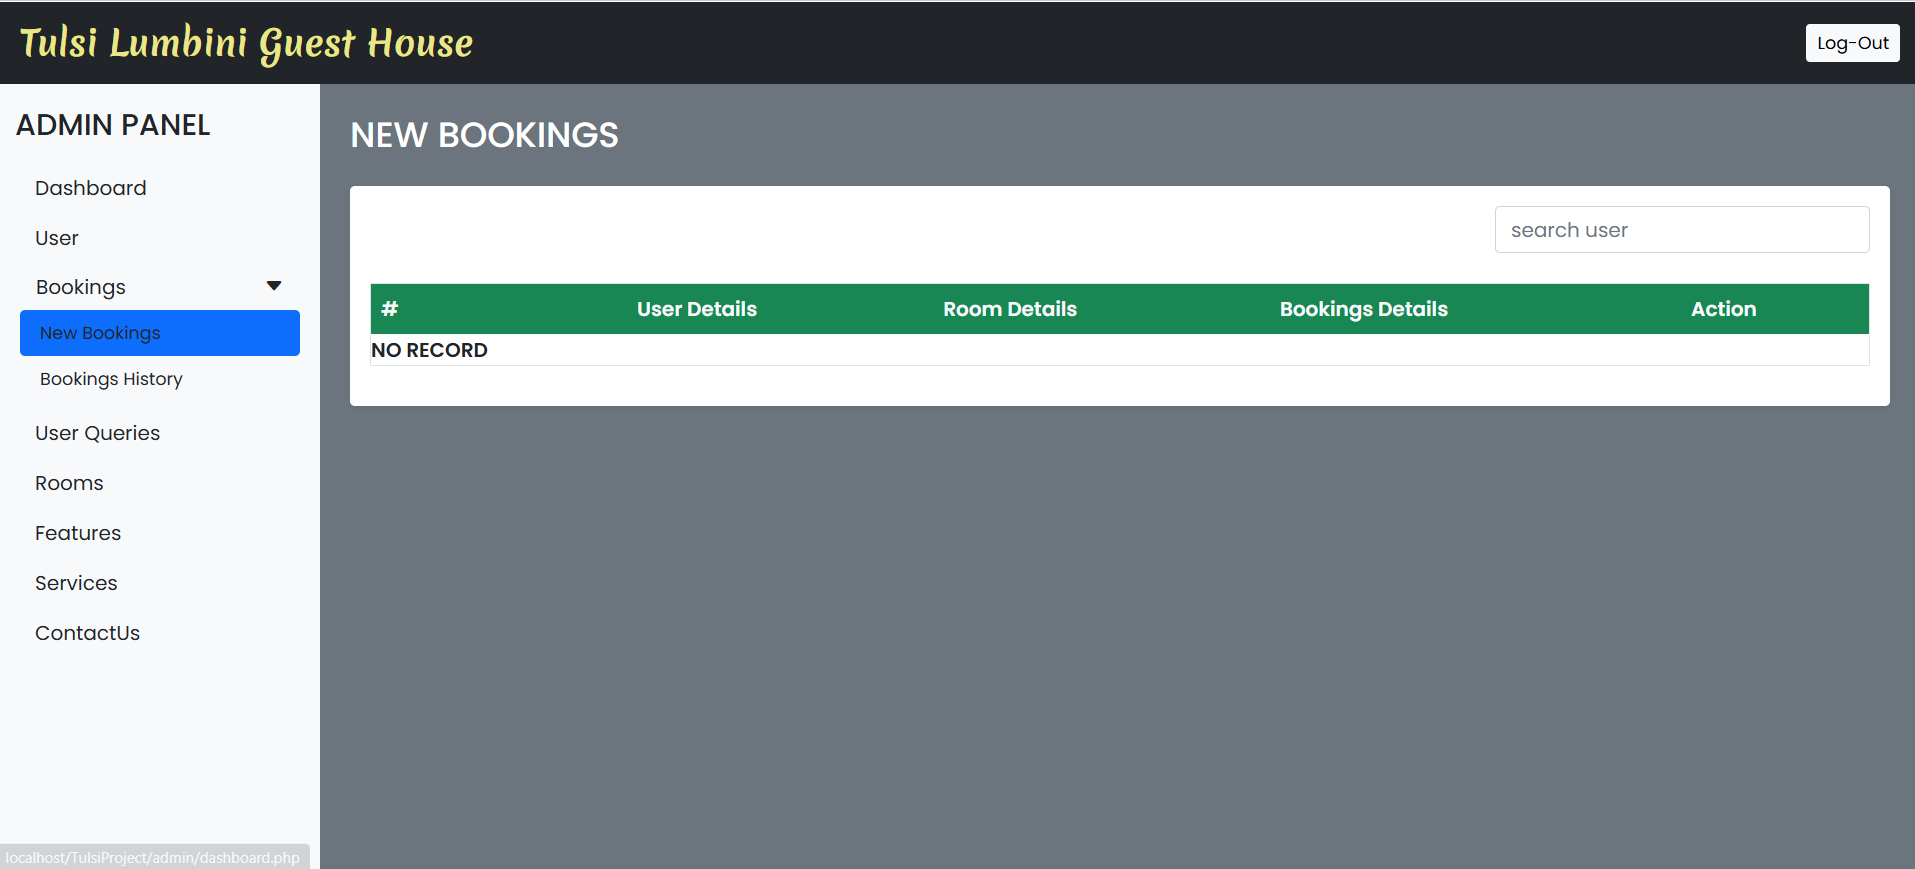 Tulsi Lumbini Guest House
Log-Out
ADMIN PANEL
Dashboard
User
Bookings
New Bookings
Bookings History
User Queries
Rooms
Features
Services
ContactUs
NEW BOOKINGS
search user
# User Details Room Details Bookings Details Action
NO RECORD
localhost/TulsiProject/admin/dashboard.php